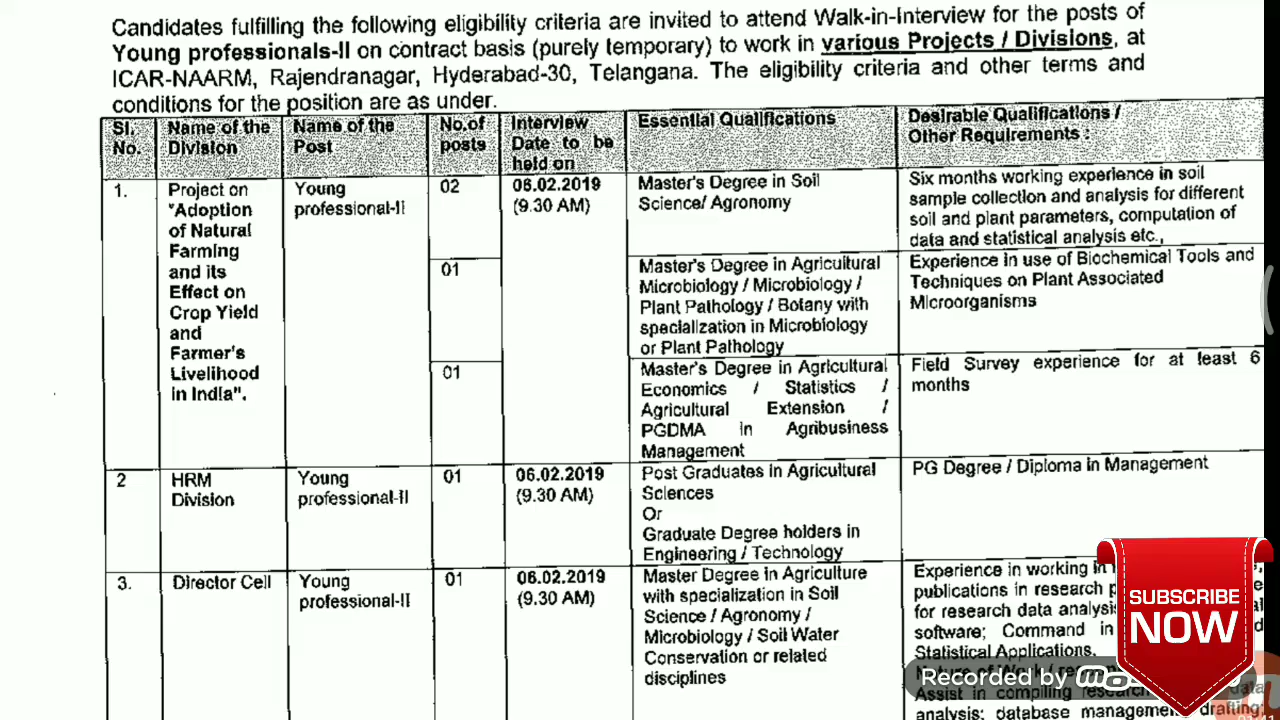 Candidates fulfilling the following eligibility criteria are invited to attend Walk-in-Interview for the posts of
Young professionals-II on contract basis (purely temporary) to work in various Projects / Divisions, at
ICAR-NAARM, Rajendranagar, Hyderabad-30, Telangana. The eligibility criteria and other terms and
conditions for the position are as under.
Sl. No.
Name of the Division
Name of the Post
No.of posts
Interview Date to be held on
Essential Qualifications
Desirable Qualifications / Other Requirements :
1.
Project on
"Adoption
of Natural
Farming
and its
Effect on
Crop Yield
and
Farmer's
Livelihood
in India".
Young
professional-II
02
06.02.2019
(9.30 AM)
Master's Degree in Soil
Science/ Agronomy
Six months working experience in soil
sample collection and analysis for different
soil and plant parameters, computation of
data and statistical analysis etc.,
01
Master's Degree in Agricultural
Microbiology / Microbiology /
Plant Pathology / Botany with
specialization in Microbiology
or Plant Pathology
Experience in use of Biochemical Tools and
Techniques on Plant Associated
Microorganisms
01
Master's Degree in Agricultural
Economics / Statistics /
Agricultural Extension /
PGDMA in Agribusiness
Management
Field Survey experience for at least 6
months
2
HRM
Division
Young
professional-II
01
06.02.2019
(9.30 AM)
Post Graduates in Agricultural
Sciences
Or
Graduate Degree holders in
Engineering / Technology
PG Degree / Diploma in Management
3.
Director Cell
Young
professional-II
01
06.02.2019
(9.30 AM)
Master Degree in Agriculture
with specialization in Soil
Science / Agronomy /
Microbiology / Soil Water
Conservation or related
disciplines
Experience in working in
publications in research
for research data analysis
software; Command in
Statistical Applications.
Nature of Work /
Assist in compiling
analysis; database drafting;
SUBSCRIBE
NOW
Recorded by